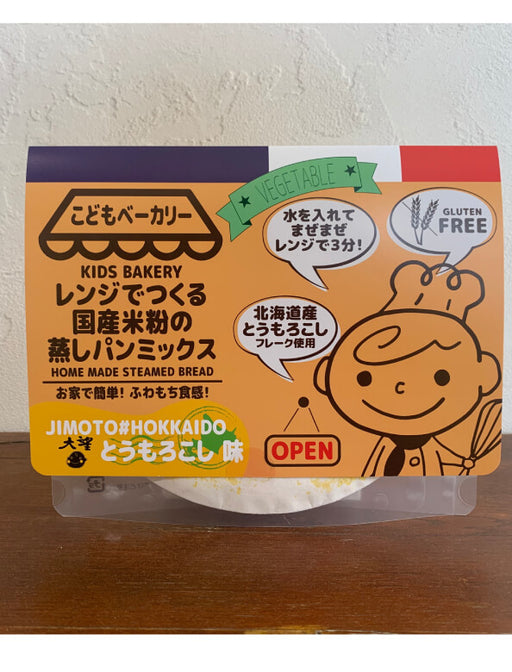 VEGETABLE
こどもベーカリー
KIDS BAKERY
レンジでつくる
国産米粉の
蒸しパンミックス
HOME MADE STEAMED BREAD
お家で簡単! ふわもち食感!
水を入れて
まぜまぜ
レンジで3分!
GLUTEN
FREE
北海道産
とうもろこし
フレーク使用
JIMOTO#HOKKAIDO
大望
とうもろこし 味
OPEN